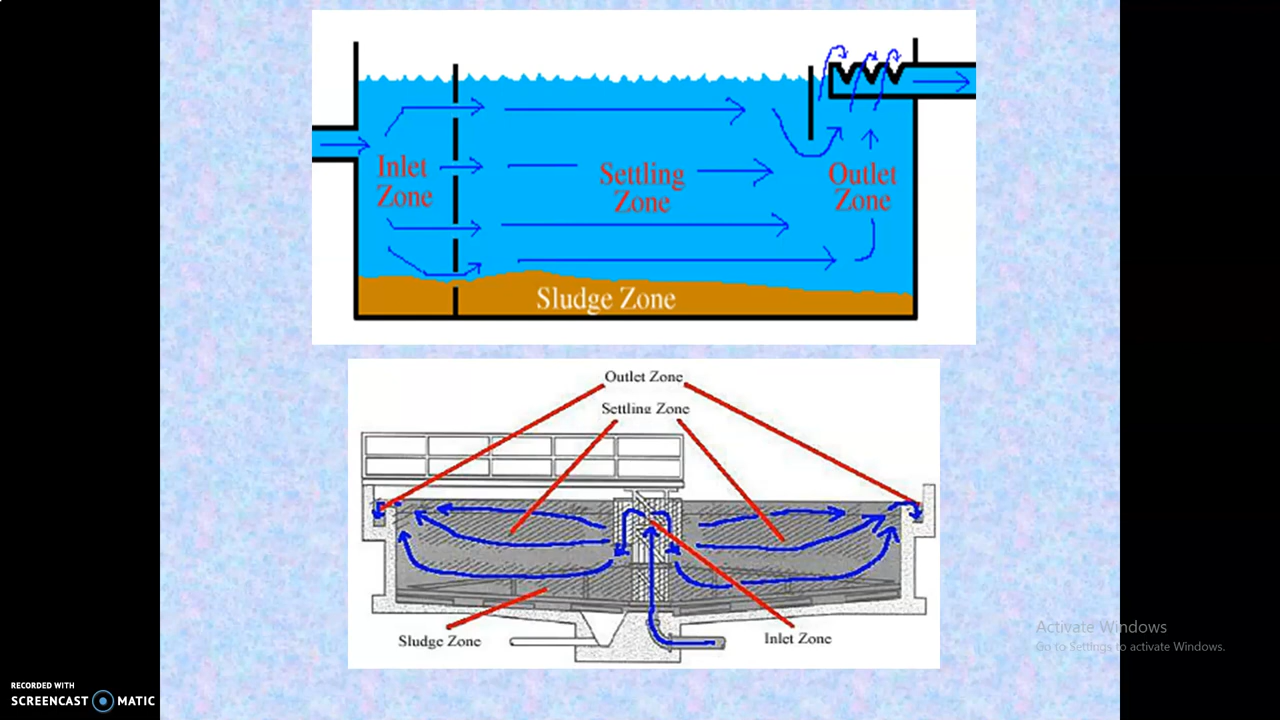 Inlet
Zone
Settling
Zone
Outlet
Zone
Sludge Zone
Outlet Zone
Settling Zone
Sludge Zone
Inlet Zone
Activate Windows
Go to Settings to activate Windows.
RECORDED WITH
SCREENCAST MATIC